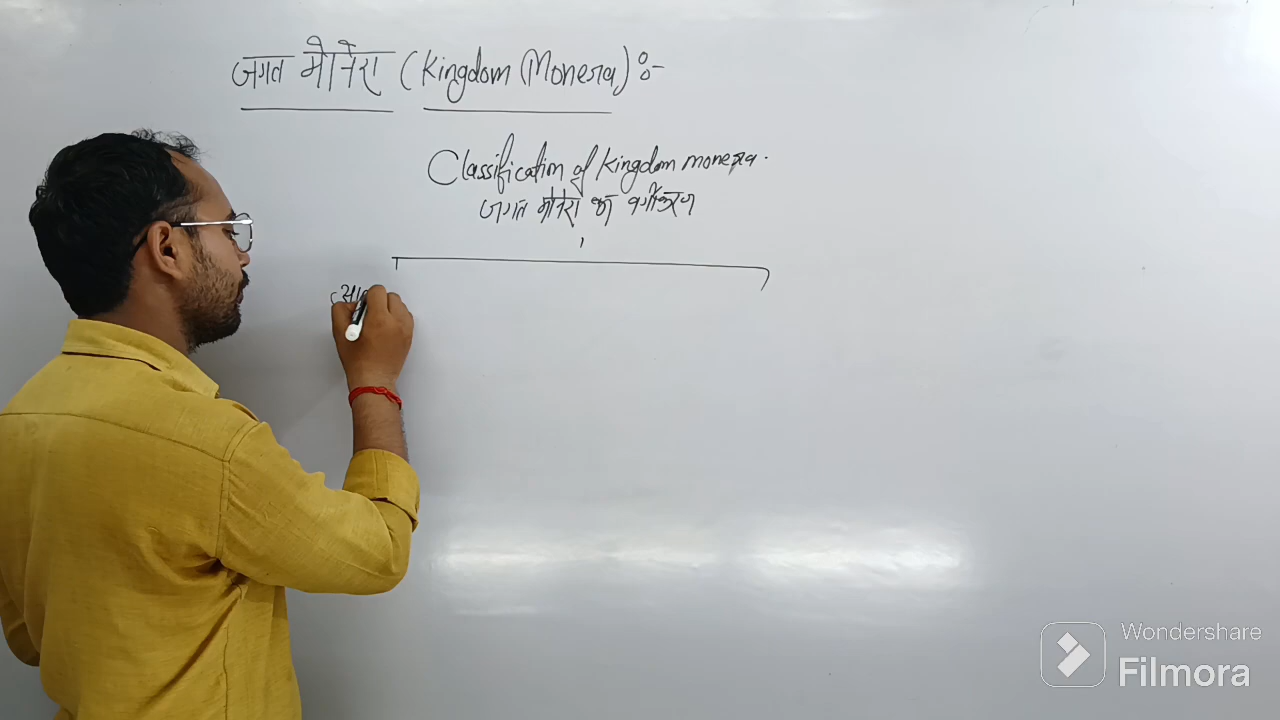 जगत मोनेरा (Kingdom Monera) :-
Classification of Kingdom monera.
जगत मोनेरा का वर्गीकरण
Wondershare
Filmora